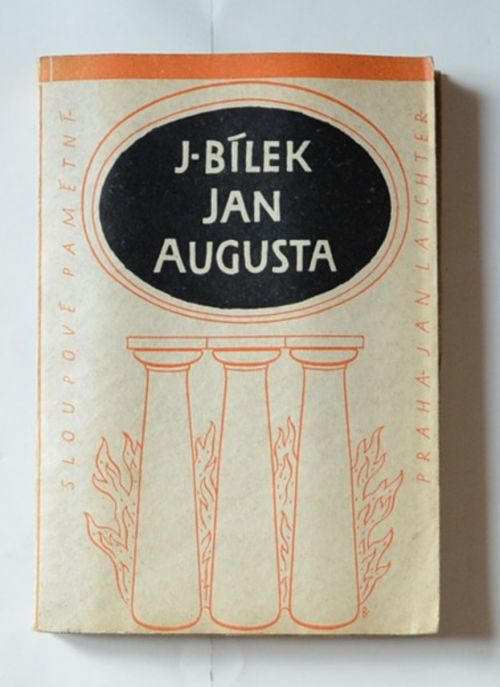 J·BÍLEK
JAN
AUGUSTA
SLOUPOVÉ PAMĚTNÍ·
PRAHA·JAN LAICHTER